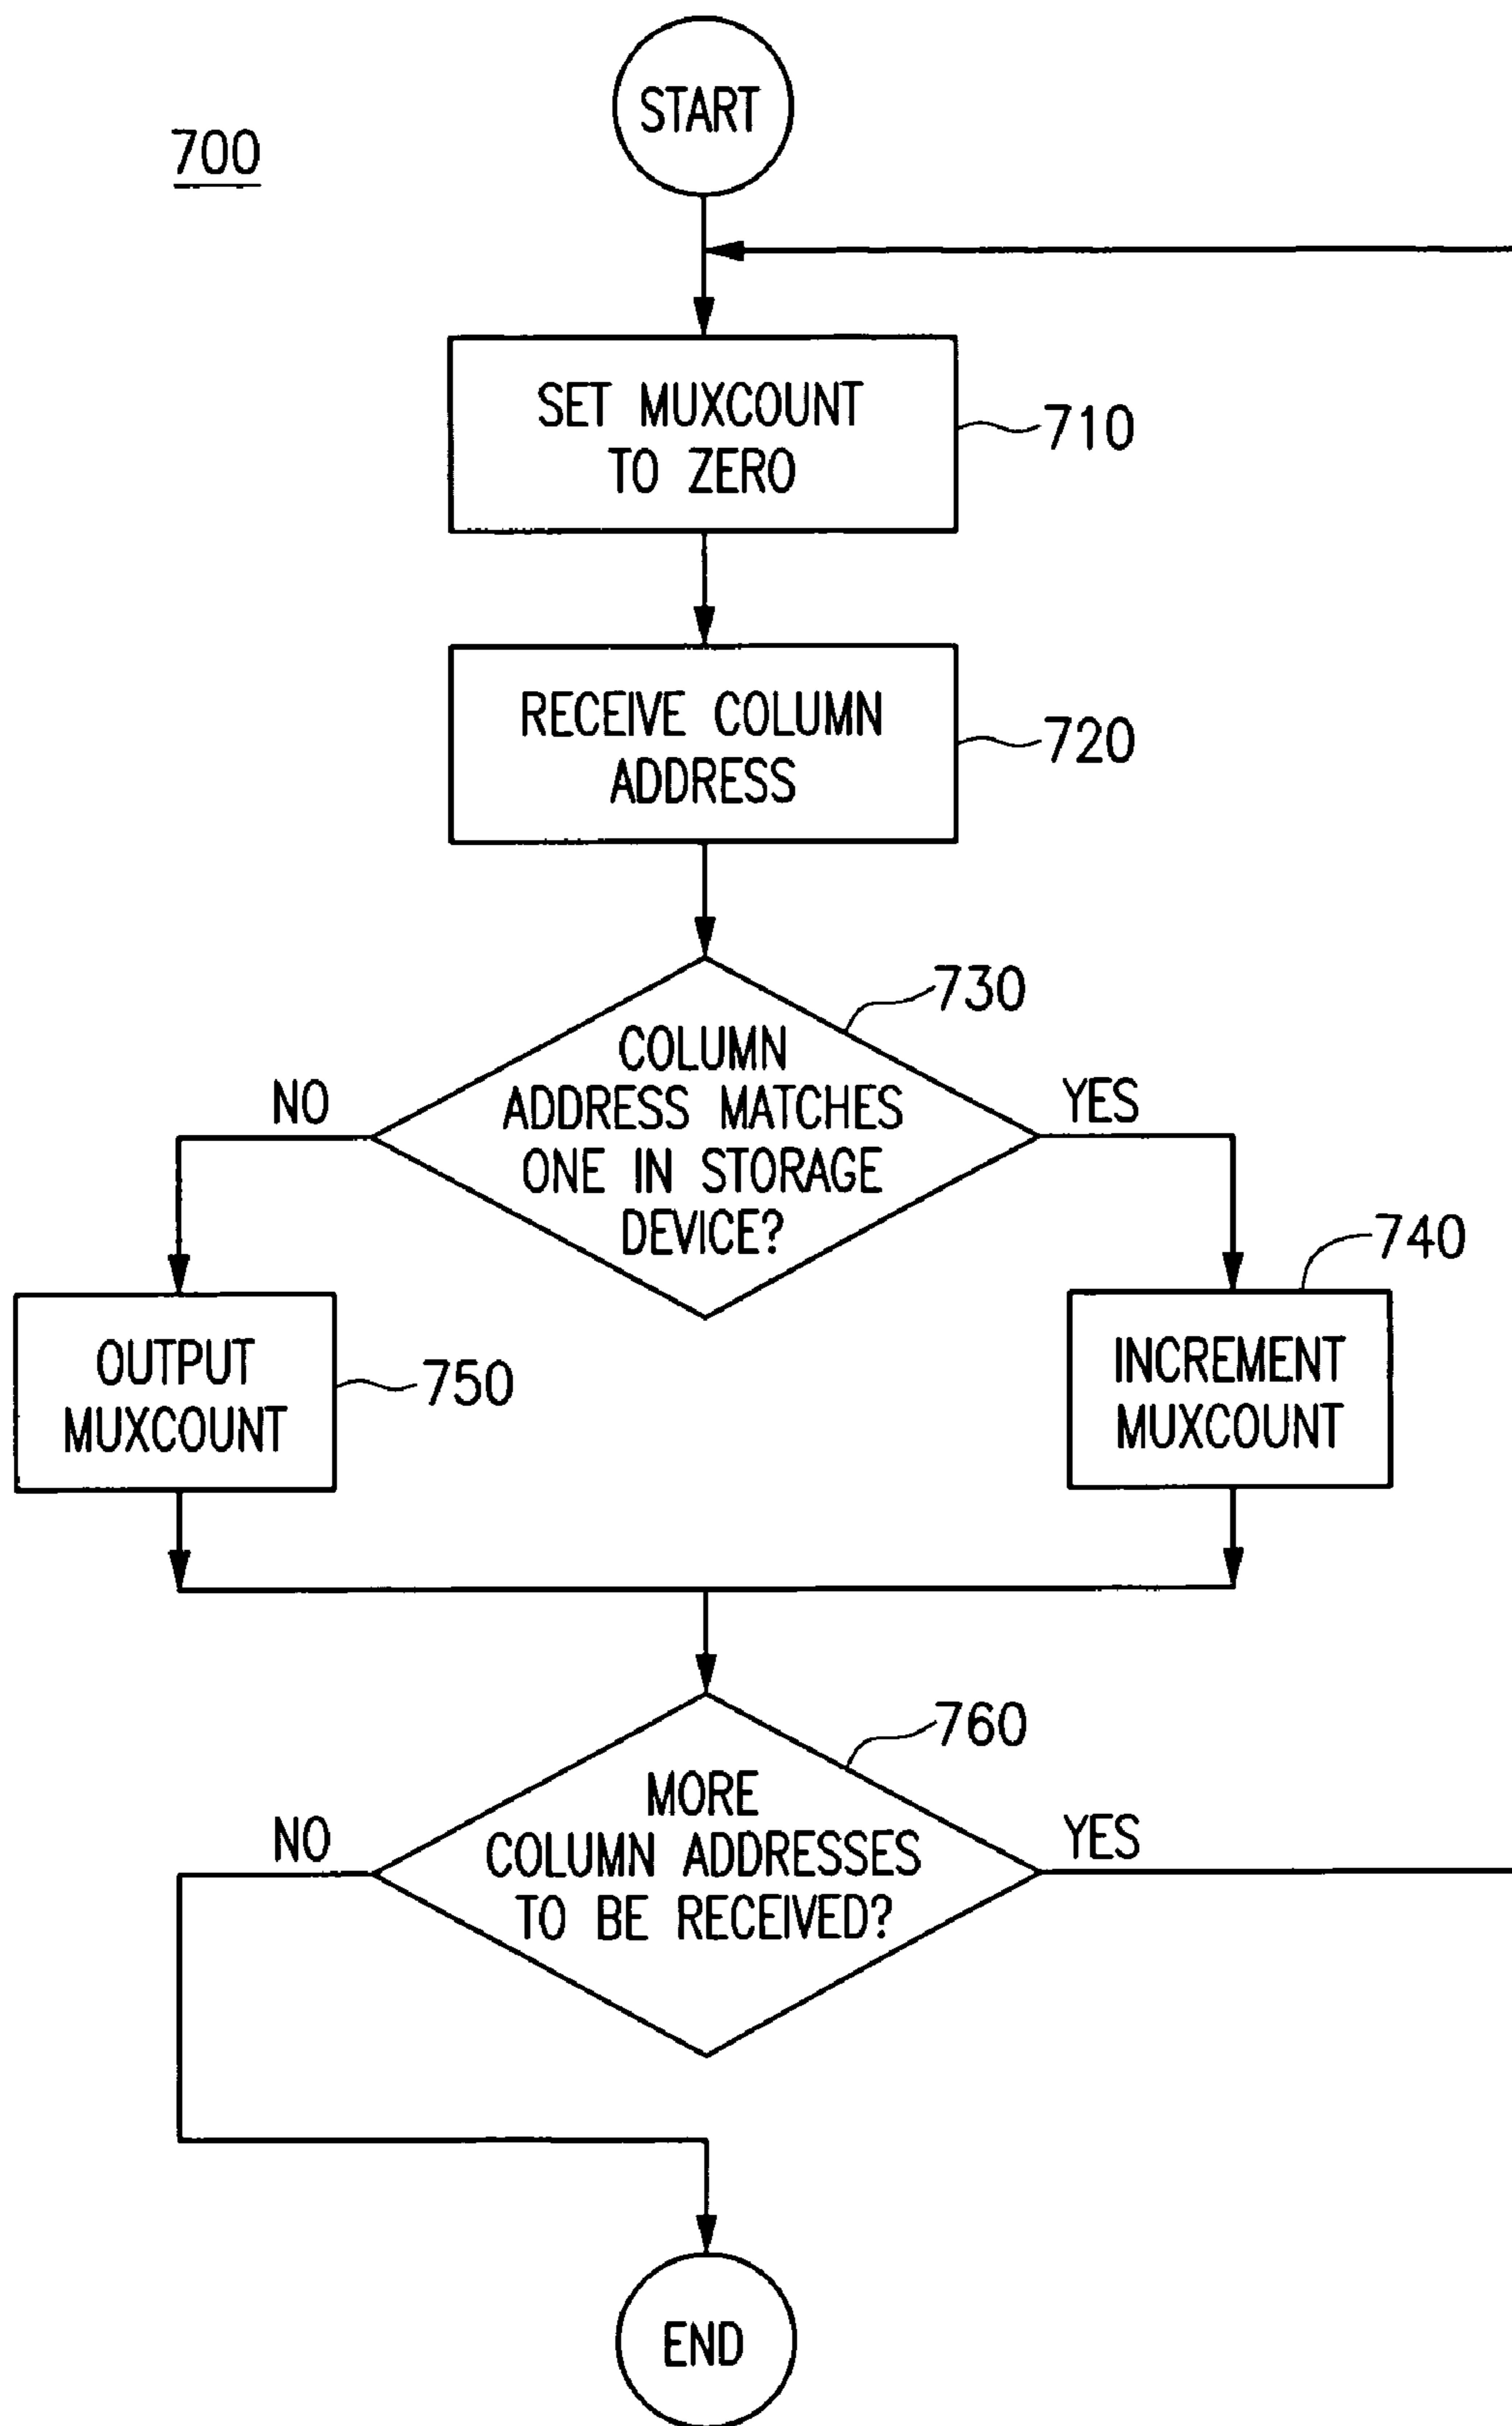 START
700
SET MUXCOUNT
TO ZERO
710
RECEIVE COLUMN
ADDRESS
720
730
COLUMN
ADDRESS MATCHES
ONE IN STORAGE
DEVICE?
NO
YES
740
OUTPUT
MUXCOUNT
750
INCREMENT
MUXCOUNT
760
MORE
COLUMN ADDRESSES
TO BE RECEIVED?
NO
YES
END